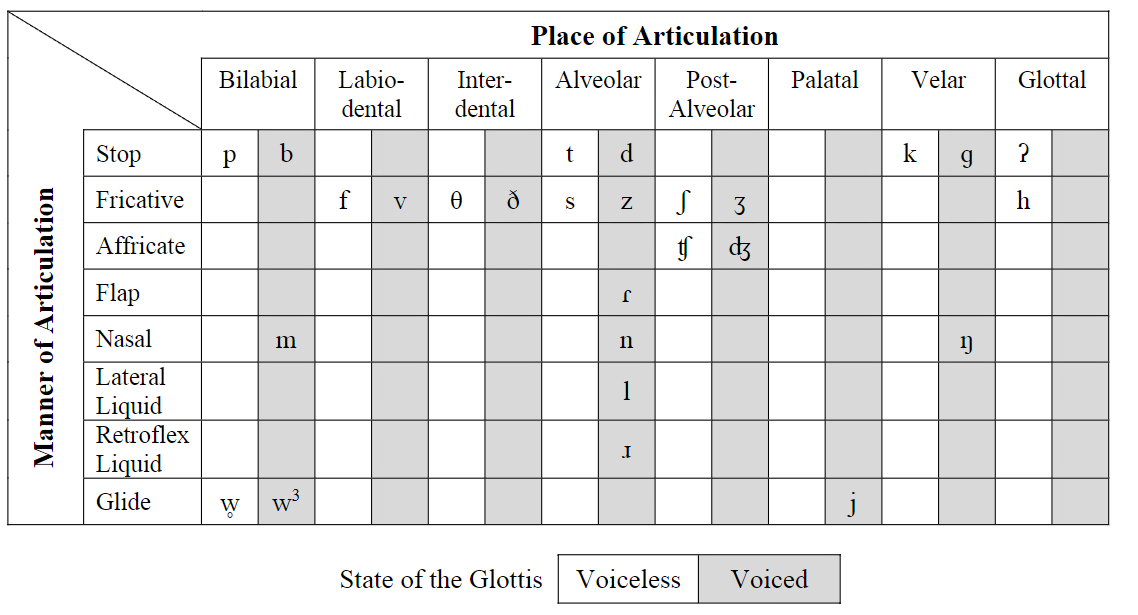 Place of Articulation
Bilabial Labio- Inter- Alveolar Post- Palatal Velar Glottal
dental dental Alveolar
Manner of Articulation
Stop p b t d k ɡ ʔ
Fricative f v θ ð s z ʃ ʒ h
Affricate ʧ ʤ
Flap ɾ
Nasal m n ŋ
Lateral
Liquid l
Retroflex
Liquid ɹ
Glide w̥ w³ j
State of the Glottis Voiceless Voiced